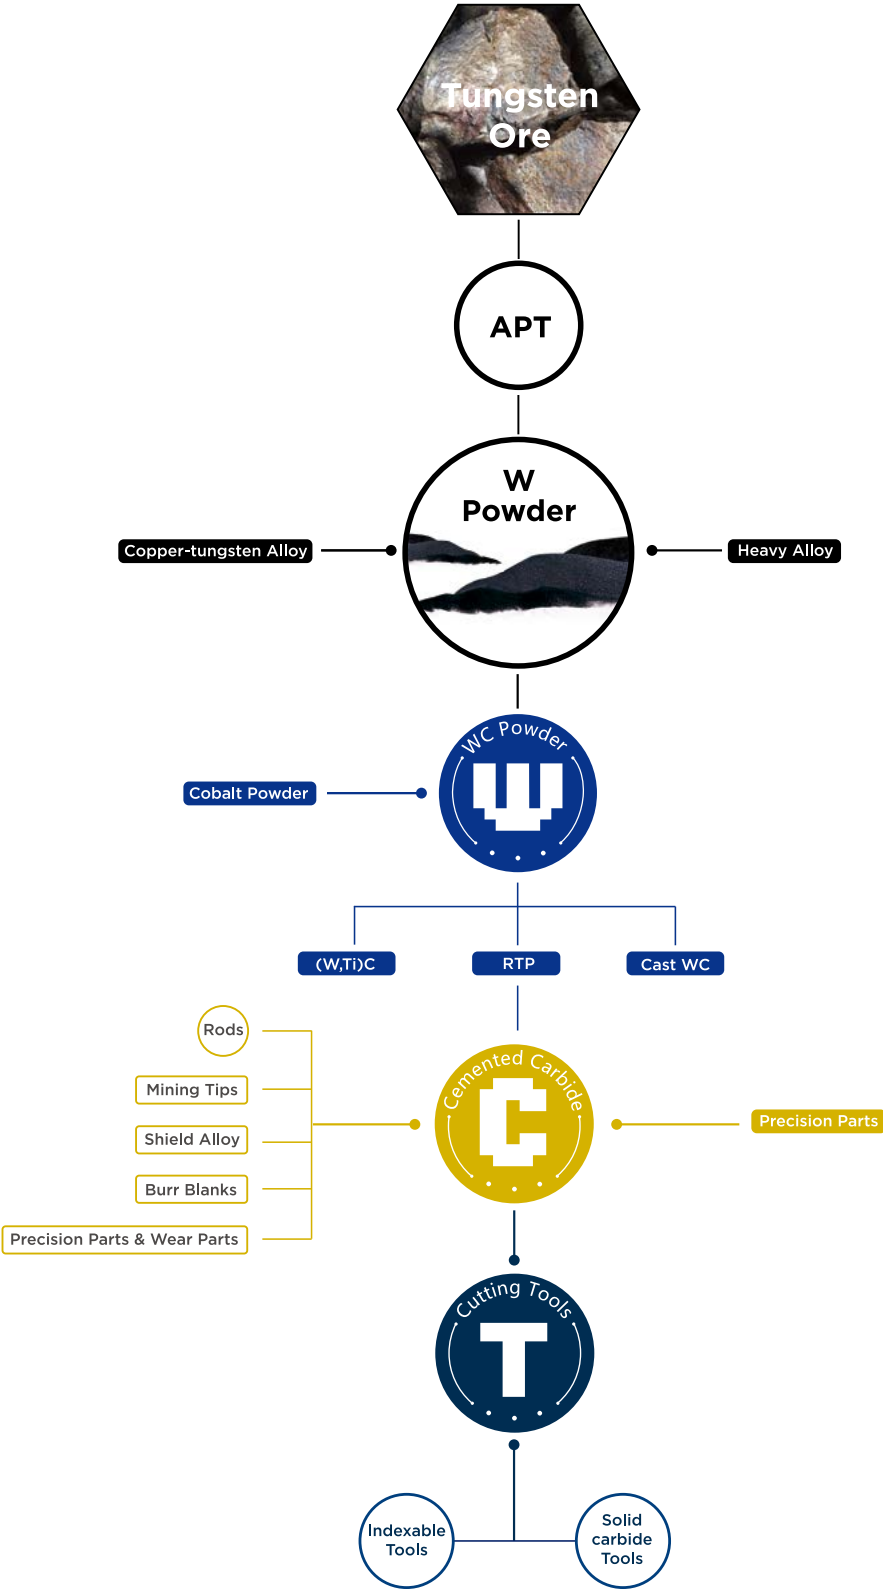 Tungsten
Ore
APT
W
Powder
Copper-tungsten Alloy
Heavy Alloy
WC Powder
W
Cobalt Powder
(W,Ti)C
RTP
Cast WC
Rods
Mining Tips
Shield Alloy
Burr Blanks
Precision Parts & Wear Parts
Cemented Carbide
C
Precision Parts
Cutting Tools
T
Indexable
Tools
Solid
carbide
Tools